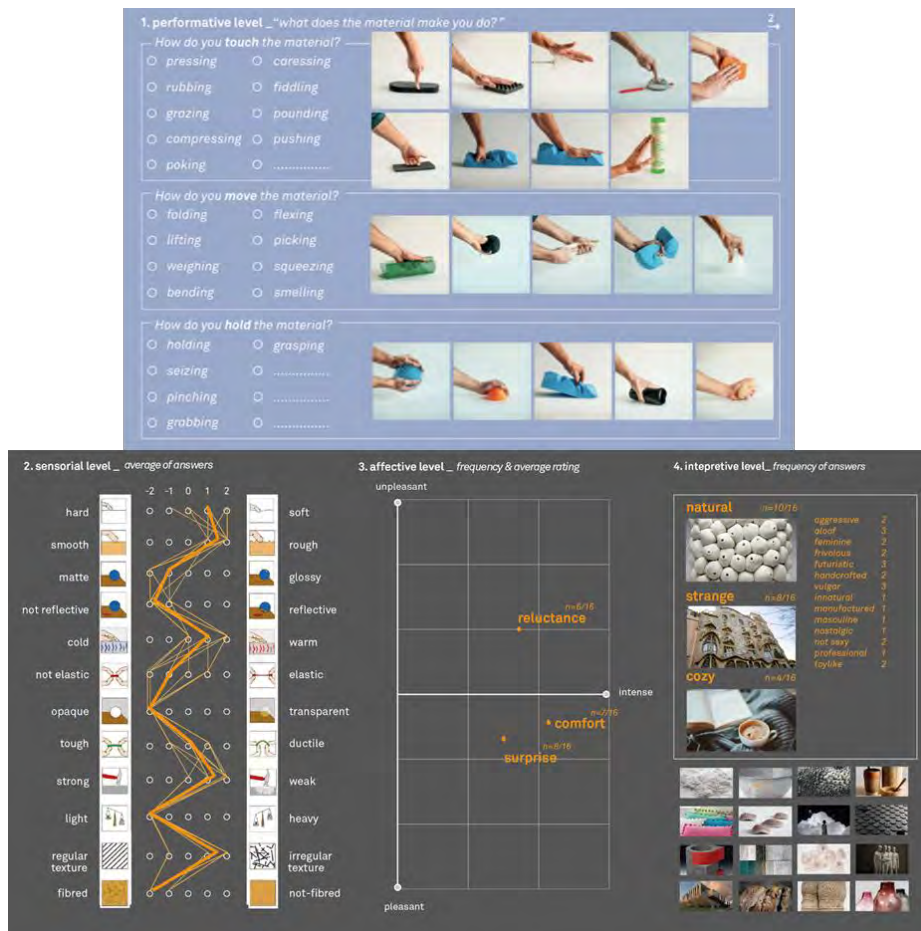 1. performative level _"what does the material make you do?"
2
How do you touch the material?
pressing
caressing
rubbing
fiddling
grazing
pounding
compressing
pushing
poking
...............
How do you move the material?
folding
flexing
lifting
picking
weighing
squeezing
bending
smelling
How do you hold the material?
holding
grasping
seizing
...............
pinching
...............
grabbing
...............
2. sensorial level _ average of answers
-2 -1 0 1 2
hard
soft
smooth
rough
matte
glossy
not reflective
reflective
cold
warm
not elastic
elastic
opaque
transparent
tough
ductile
strong
weak
light
heavy
regular
texture
irregular
texture
fibred
not-fibred
3. affective level _ frequency & average rating
unpleasant
n=6/16
reluctance
intense
n=7/16
comfort
n=8/16
surprise
pleasant
4. intepretive level_ frequency of answers
natural n=10/16
strange n=8/16
cozy n=4/16
aggressive 2
aloof 3
feminine 2
frivolous 2
futuristic 3
handcrafted 2
vulgar 3
innatural 1
manufactured 1
masculine 1
nostalgic 1
not sexy 2
professional 1
toylike 2